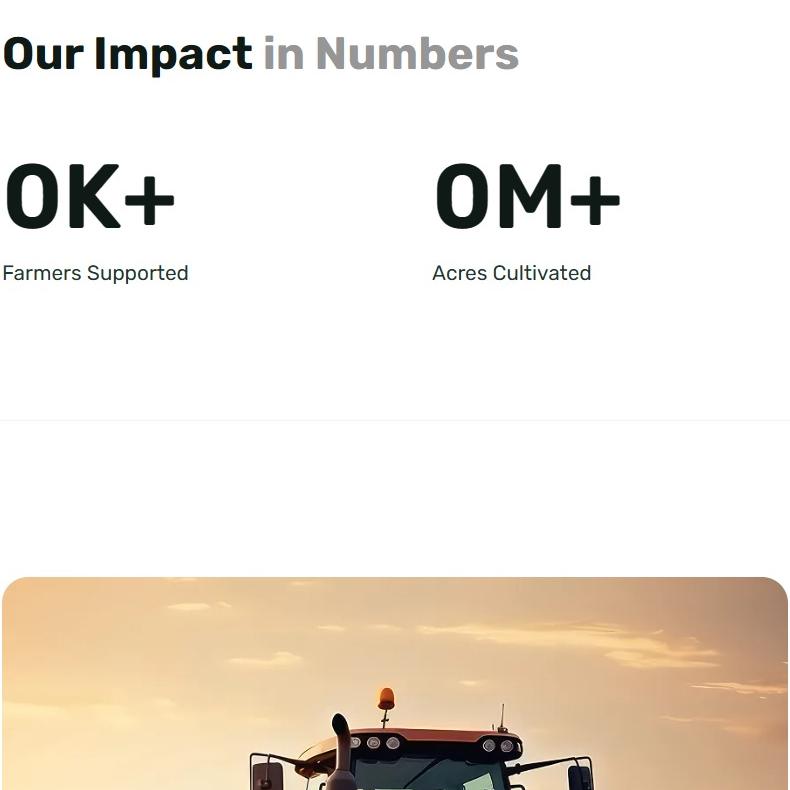 Our Impact in Numbers
0K+
0M+
Farmers Supported
Acres Cultivated